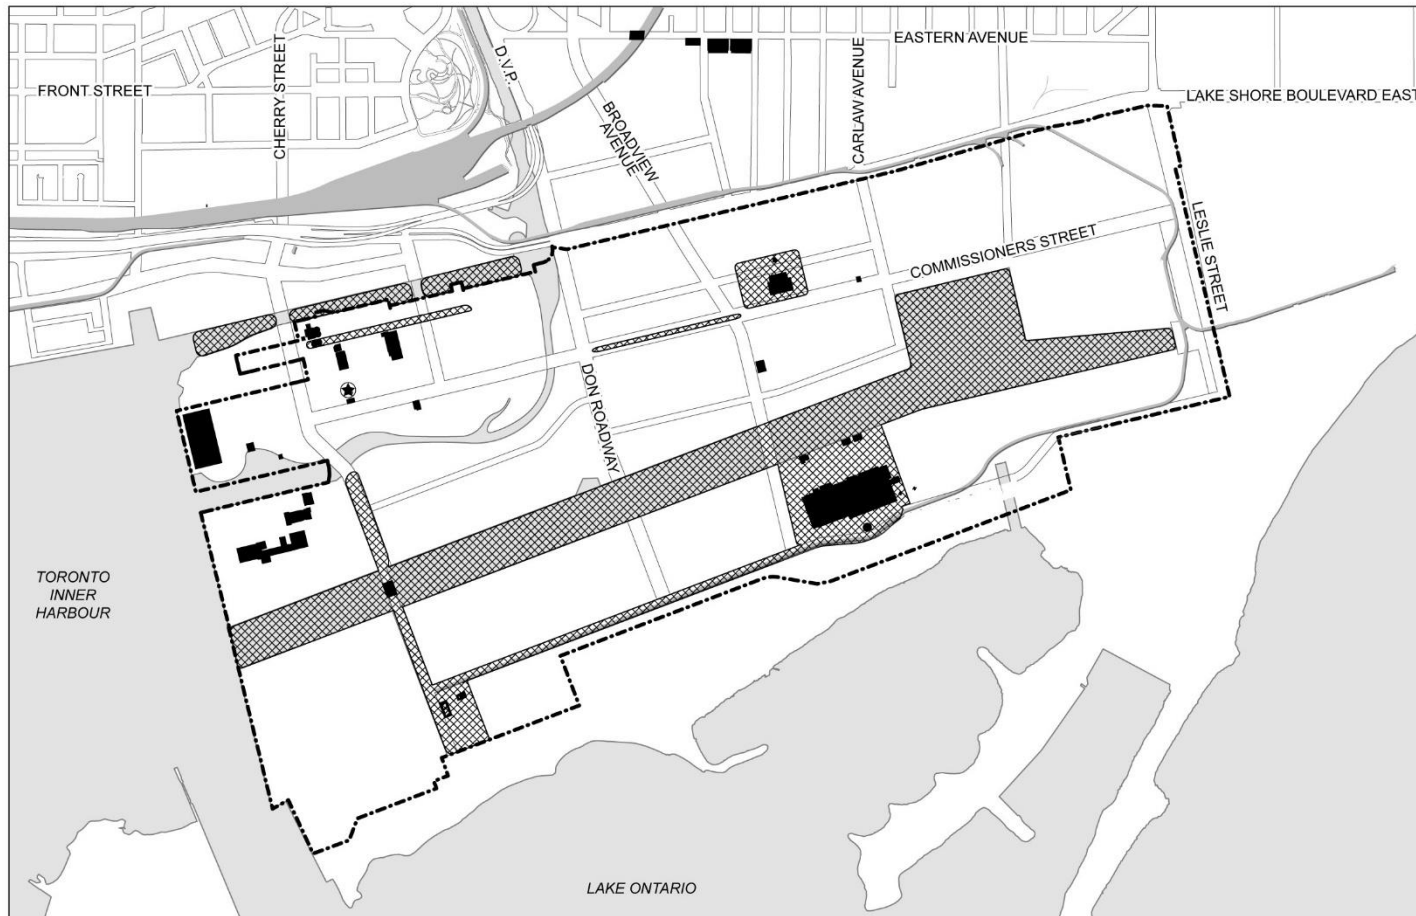 EASTERN AVENUE
FRONT STREET
CHERRY STREET
D.V.P.
BROADVIEW
AVENUE
CARLAW AVENUE
LAKE SHORE BOULEVARD EAST
LESLIE STREET
COMMISSIONERS STREET
DON ROADWAY
TORONTO
INNER
HARBOUR
LAKE ONTARIO